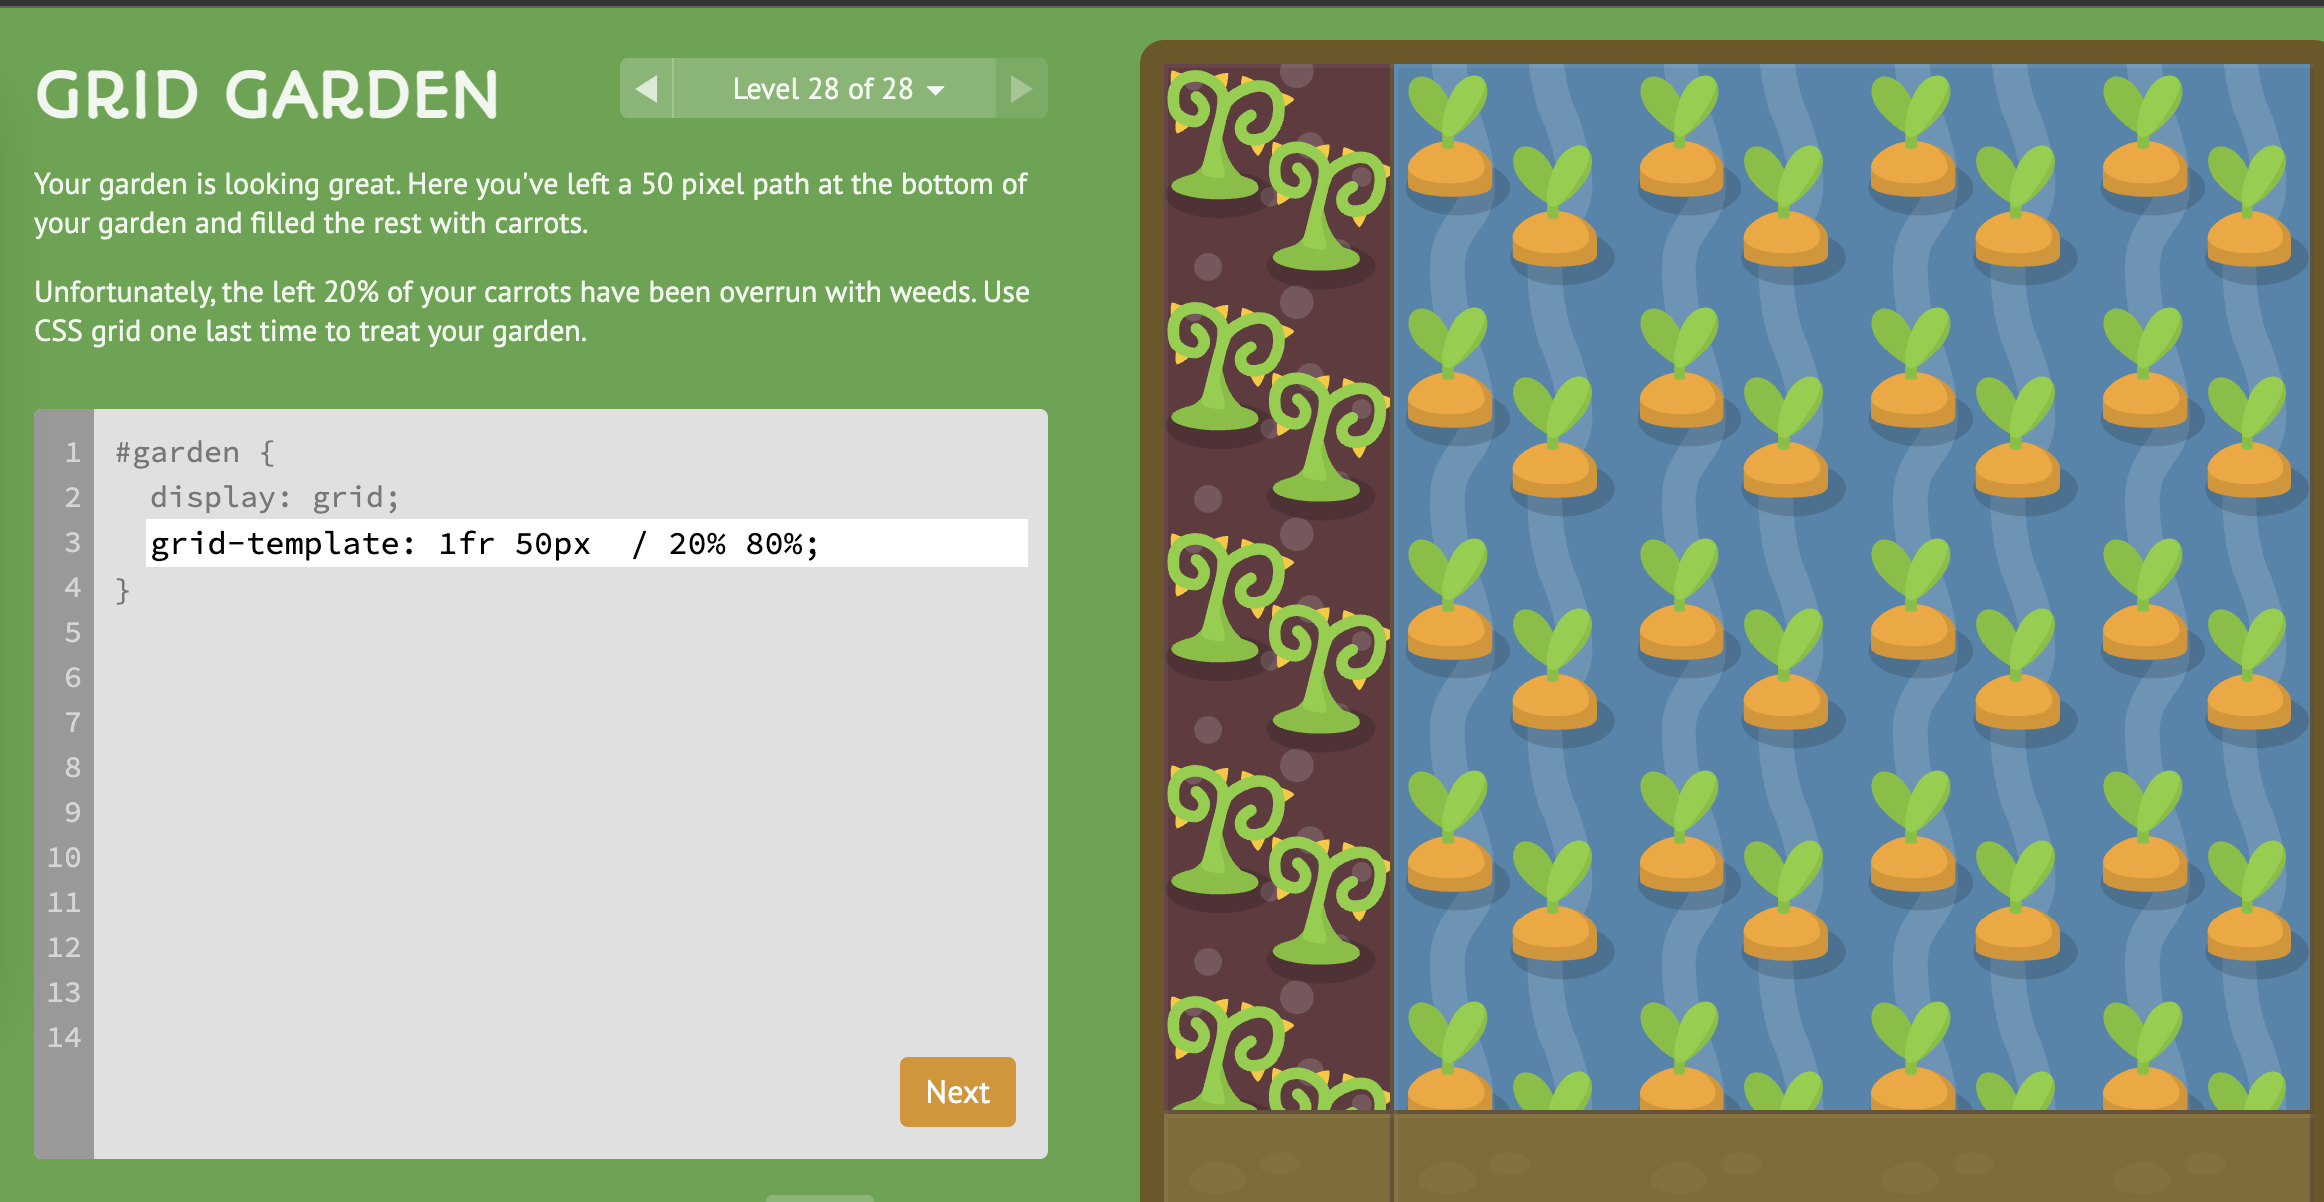 GRID GARDEN
Level 28 of 28
Your garden is looking great. Here you've left a 50 pixel path at the bottom of
your garden and filled the rest with carrots.
Unfortunately, the left 20% of your carrots have been overrun with weeds. Use
CSS grid one last time to treat your garden.
1 #garden {
2 display: grid;
3 grid-template: 1fr 50px  / 20% 80%;
4 }
5
6
7
8
9
10
11
12
13
14
Next